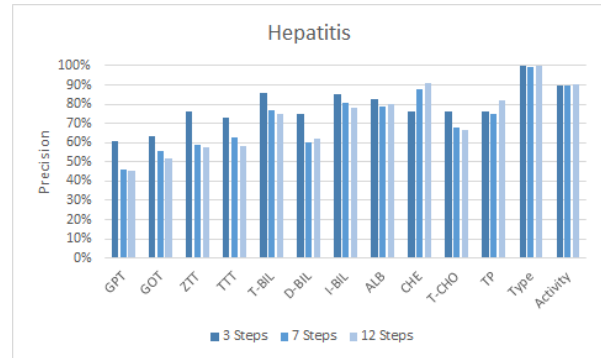 Hepatitis
100%
90%
80%
70%
60%
50%
40%
30%
20%
10%
0%
Precision
GPT
GOT
ZTT
TTT
T-BIL
D-BIL
I-BIL
ALB
CHE
T-CHO
TP
Type
Activity
3 Steps 7 Steps 12 Steps